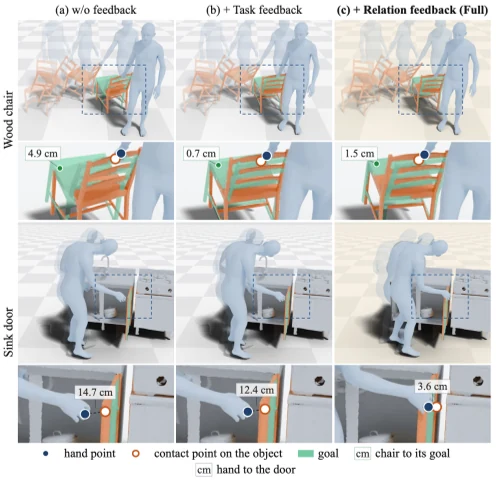 (a) w/o feedback
(b) + Task feedback
(c) + Relation feedback (Full)
Wood chair
4.9 cm
0.7 cm
1.5 cm
Sink door
14.7 cm
12.4 cm
3.6 cm
hand point
contact point on the object
goal
cm chair to its goal
cm hand to the door